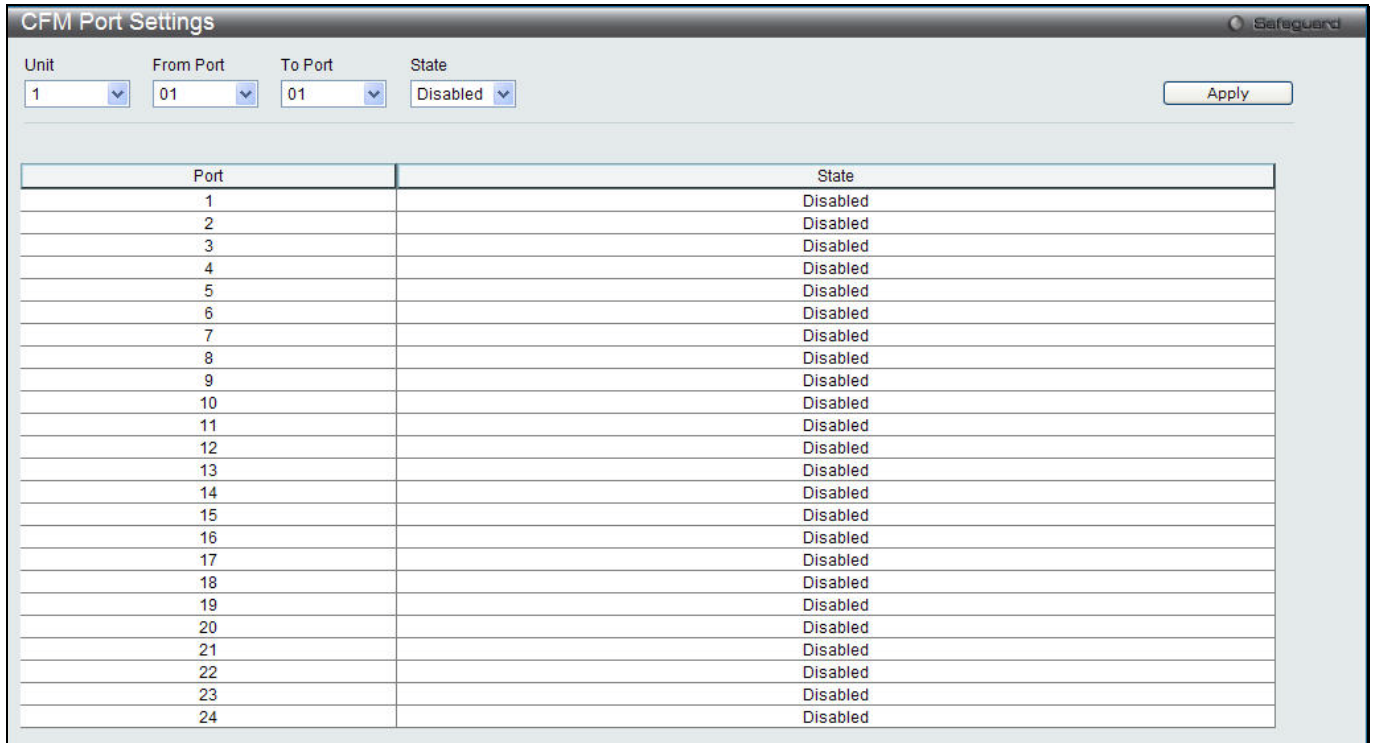 CFM Port Settings
Safeguard
Unit From Port To Port State
1 01 01 Disabled Apply
Port State
1 Disabled
2 Disabled
3 Disabled
4 Disabled
5 Disabled
6 Disabled
7 Disabled
8 Disabled
9 Disabled
10 Disabled
11 Disabled
12 Disabled
13 Disabled
14 Disabled
15 Disabled
16 Disabled
17 Disabled
18 Disabled
19 Disabled
20 Disabled
21 Disabled
22 Disabled
23 Disabled
24 Disabled